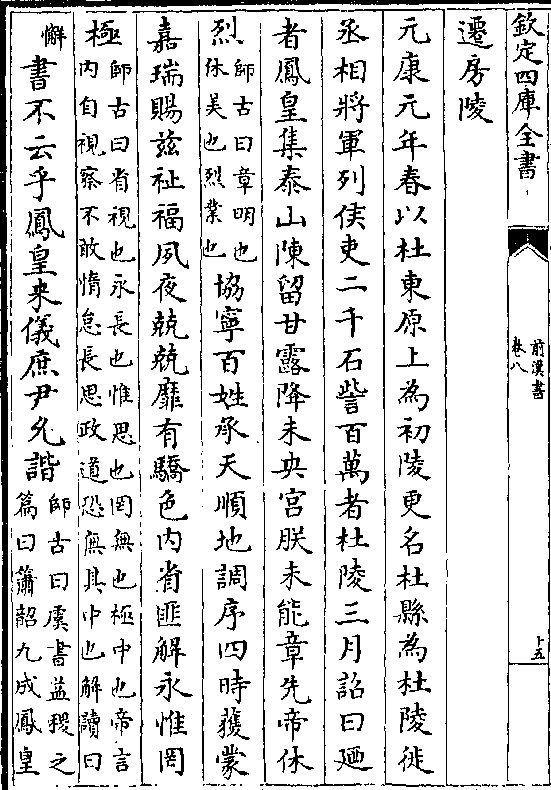 欽定四庫全書
前漢書
卷八
十五
遷房陵
元康元年春以杜東原上為初陵更名杜縣為杜陵徙
丞相將軍列侯吏二千石訾百萬者杜陵三月詔曰廼
者鳳皇集泰山陳留甘露降未央宮朕未能章先帝休
烈師古曰章明也休美也烈業也協寧百姓承天順地調序四時獲蒙
嘉瑞賜茲祉福夙夜兢兢靡有驕色内省匪解永惟罔
極師古曰省視也永長也惟思也罔無也極中也帝言内自視察不敢惰怠長思政道恐無其中也解讀曰
懈書不云乎鳳皇来儀庶尹允諧師古曰虞書益稷之篇曰簫韶九成鳳皇